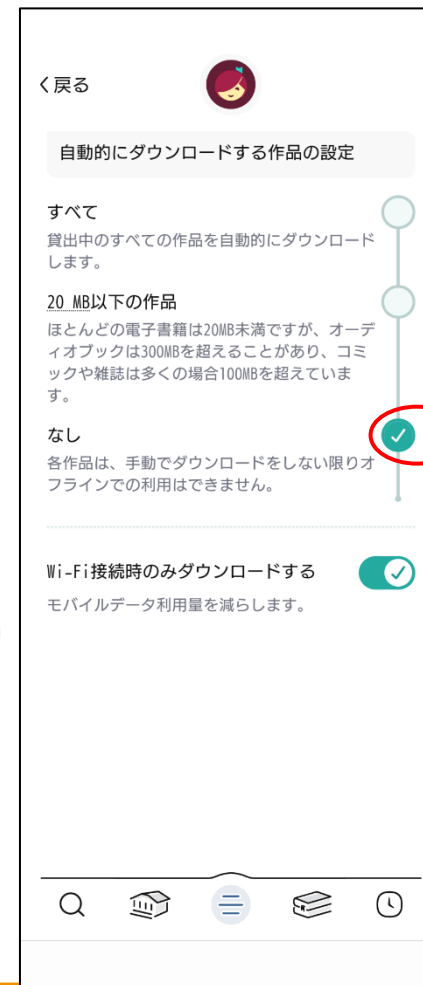 く戻る
自動的にダウンロードする作品の設定
すべて
貸出中のすべての作品を自動的にダウンロード
します。
20 MB以下の作品
ほとんどの電子書籍は20MB未満ですが、オーデ
ィオブックは300MBを超えることがあり、コミ
ックや雑誌は多くの場合100MBを超えていま
す。
なし
各作品は、手動でダウンロードをしない限りオ
フラインでの利用はできません。
Wi-Fi接続時のみダウンロードする
モバイルデータ利用量を減らします。